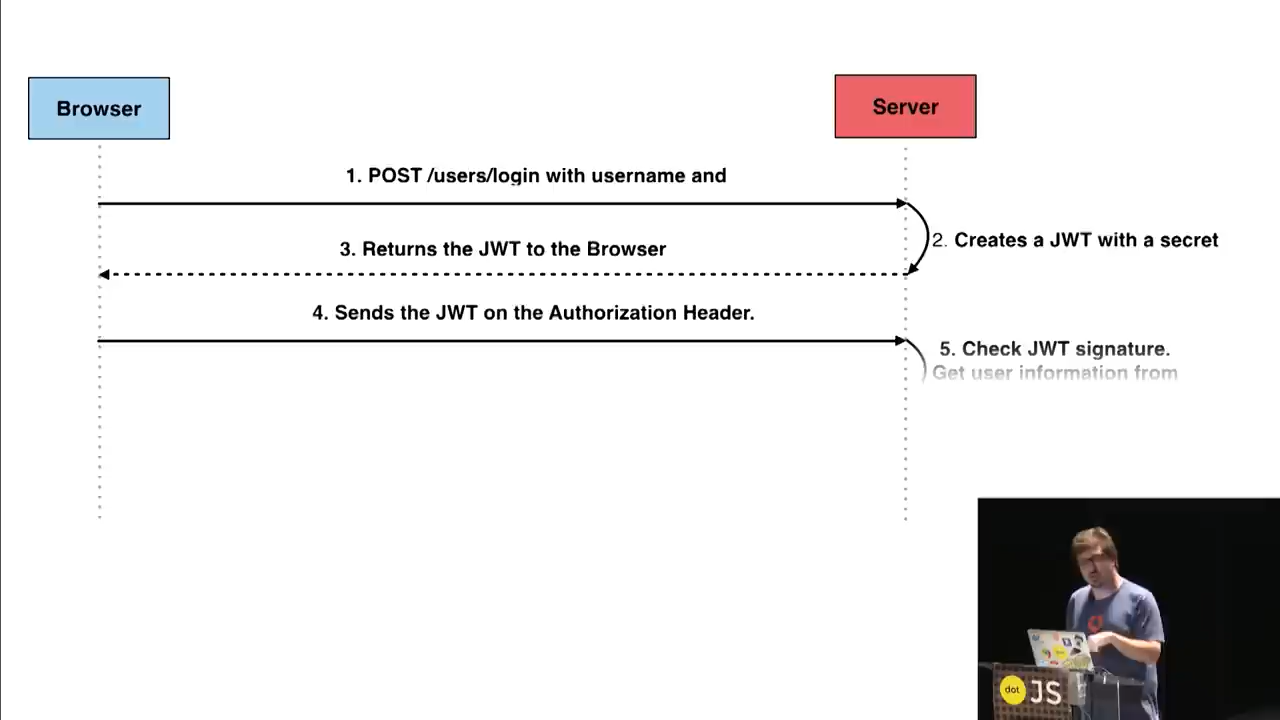 Browser
Server
1. POST /users/login with username and
2. Creates a JWT with a secret
3. Returns the JWT to the Browser
4. Sends the JWT on the Authorization Header.
5. Check JWT signature.
Get user information from
dot JS